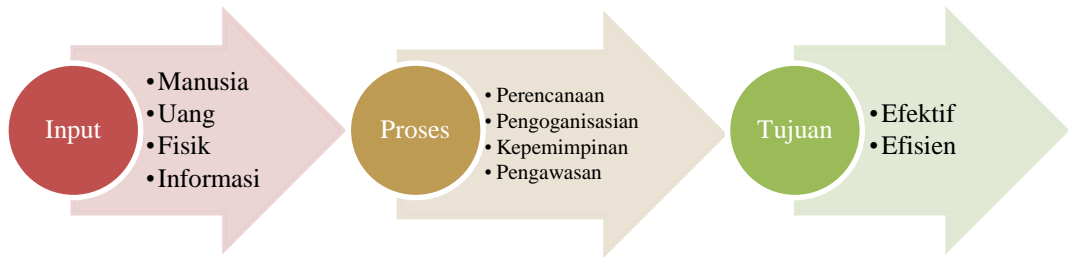 Input
•Manusia
•Uang
•Fisik
•Informasi
Proses
• Perencanaan
• Pengoganisasian
• Kepemimpinan
• Pengawasan
Tujuan
•Efektif
•Efisien